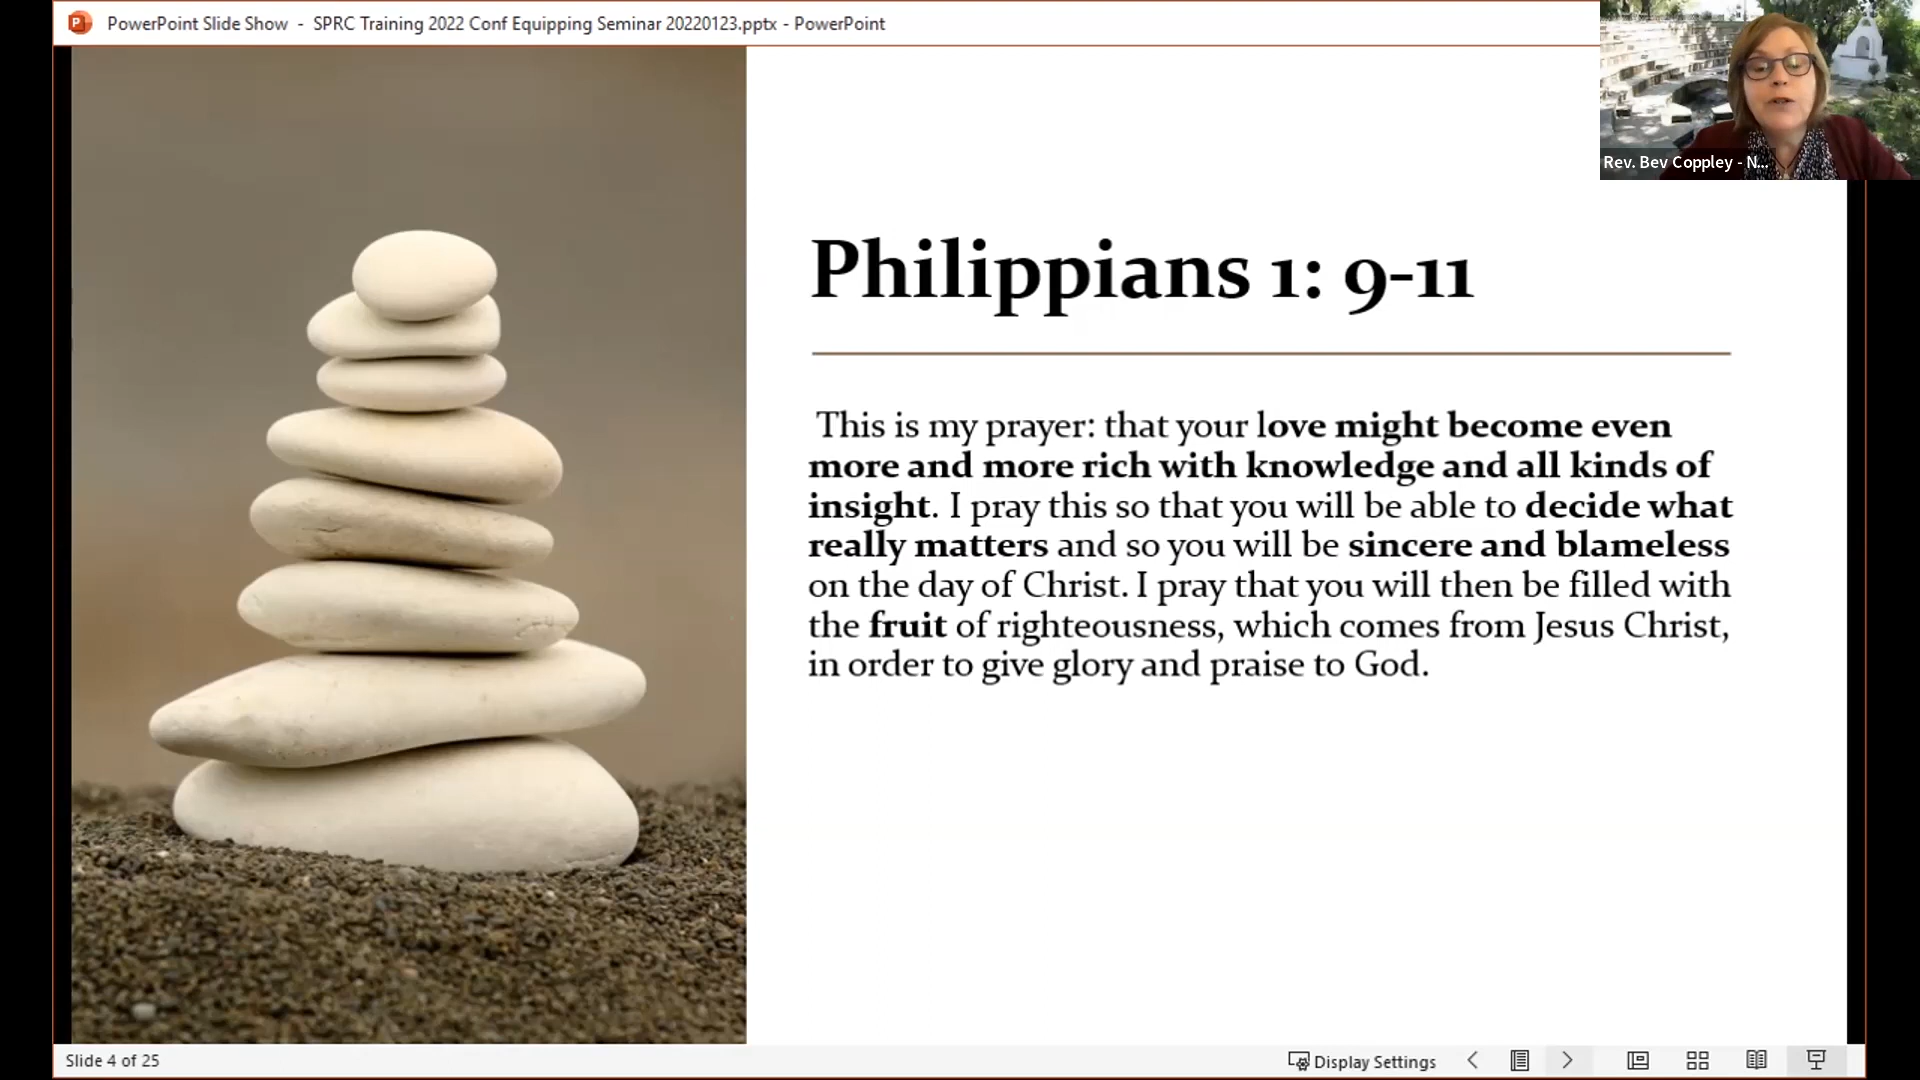 PowerPoint Slide Show - SPRC Training 2022 Conf Equipping Seminar 20220123.pptx - PowerPoint
Rev. Bev Coppley - N...
Philippians 1: 9-11
This is my prayer: that your love might become even
more and more rich with knowledge and all kinds of
insight. I pray this so that you will be able to decide what
really matters and so you will be sincere and blameless
on the day of Christ. I pray that you will then be filled with
the fruit of righteousness, which comes from Jesus Christ,
in order to give glory and praise to God.
Slide 4 of 25
Display Settings